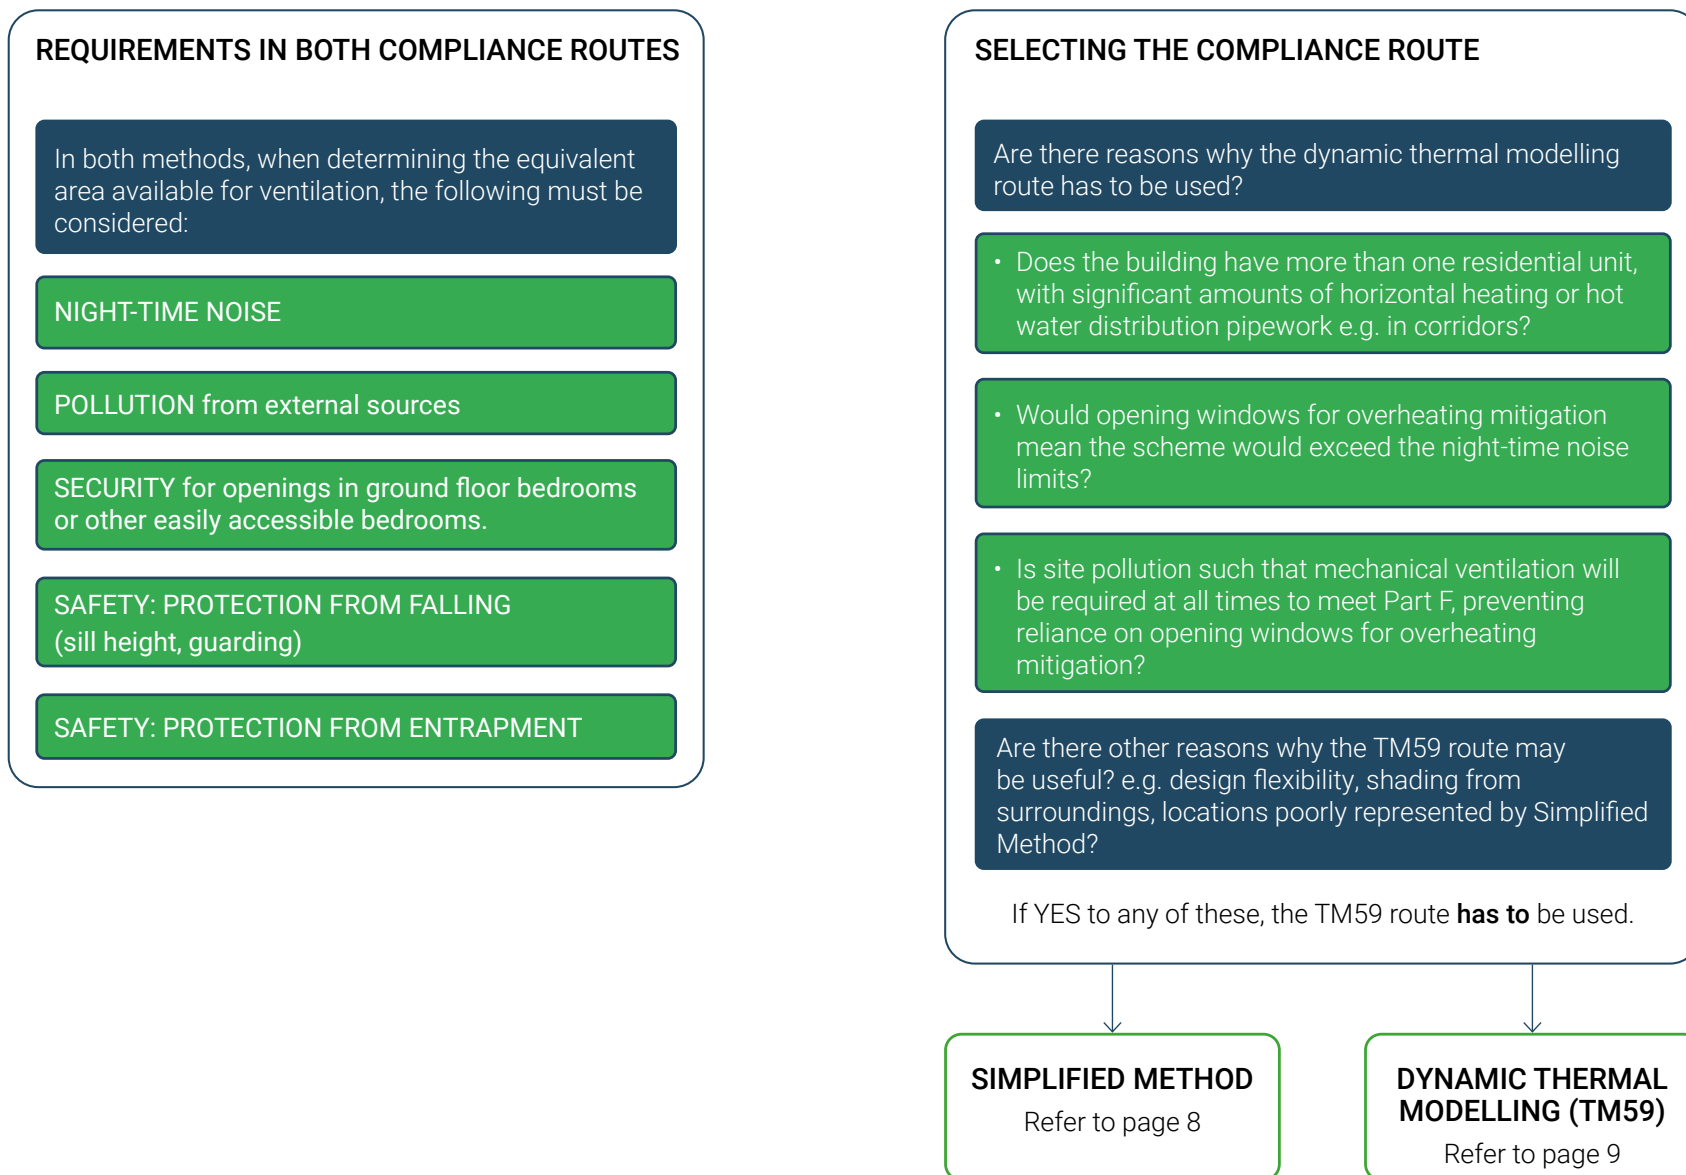 REQUIREMENTS IN BOTH COMPLIANCE ROUTES
In both methods, when determining the equivalent
area available for ventilation, the following must be
considered:
NIGHT-TIME NOISE
POLLUTION from external sources
SECURITY for openings in ground floor bedrooms
or other easily accessible bedrooms.
SAFETY: PROTECTION FROM FALLING
(sill height, guarding)
SAFETY: PROTECTION FROM ENTRAPMENT
SELECTING THE COMPLIANCE ROUTE
Are there reasons why the dynamic thermal modelling
route has to be used?
• Does the building have more than one residential unit,
with significant amounts of horizontal heating or hot
water distribution pipework e.g. in corridors?
• Would opening windows for overheating mitigation
mean the scheme would exceed the night-time noise
limits?
• Is site pollution such that mechanical ventilation will
be required at all times to meet Part F, preventing
reliance on opening windows for overheating
mitigation?
Are there other reasons why the TM59 route may
be useful? e.g. design flexibility, shading from
surroundings, locations poorly represented by Simplified
Method?
If YES to any of these, the TM59 route has to be used.
SIMPLIFIED METHOD
Refer to page 8
DYNAMIC THERMAL
MODELLING (TM59)
Refer to page 9